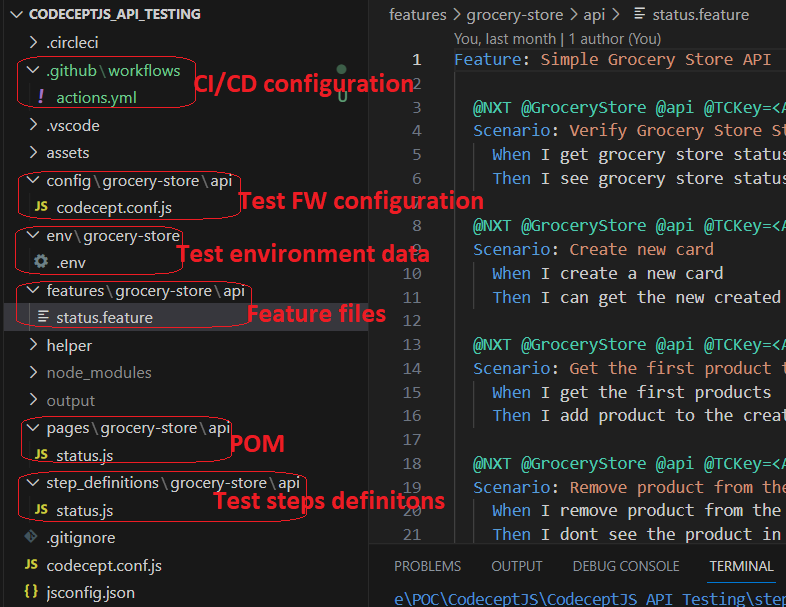 CODECEPTJS_API_TESTING
.circleci
.github\workflows
! actions.yml
U
CI/CD configuration
.vscode
assets
config\grocery-store\api
JS codecept.conf.js
Test FW configuration
env\grocery-store
.env
Test environment data
features\grocery-store\api
status.feature
Feature files
helper
node_modules
output
pages\grocery-store\api
JS status.js
POM
step_definitions\grocery-store\api
JS status.js
Test steps definitons
.gitignore
JS codecept.conf.js
{} jsconfig.json
features > grocery-store > api > status.feature
You, last month | 1 author (You)
1 Feature: Simple Grocery Store API
2
3 @NXT @GroceryStore @api @TCKey=<
4 Scenario: Verify Grocery Store
5 When I get grocery store status
6 Then I see grocery store status
7
8 @NXT @GroceryStore @api @TCKey=<
9 Scenario: Create new card
10 When I create a new card
11 Then I can get the new created
12
13 @NXT @GroceryStore @api @TCKey=<
14 Scenario: Get the first product
15 When I get the first products
16 Then I add product to the
17
18 @NXT @GroceryStore @api @TCKey=<
19 Scenario: Remove product from the
20 When I remove product from the
21 Then I dont see the product in
PROBLEMS OUTPUT DEBUG CONSOLE TERMINAL
e\POC\CodeceptJS\CodeceptJS_API_Testing\step